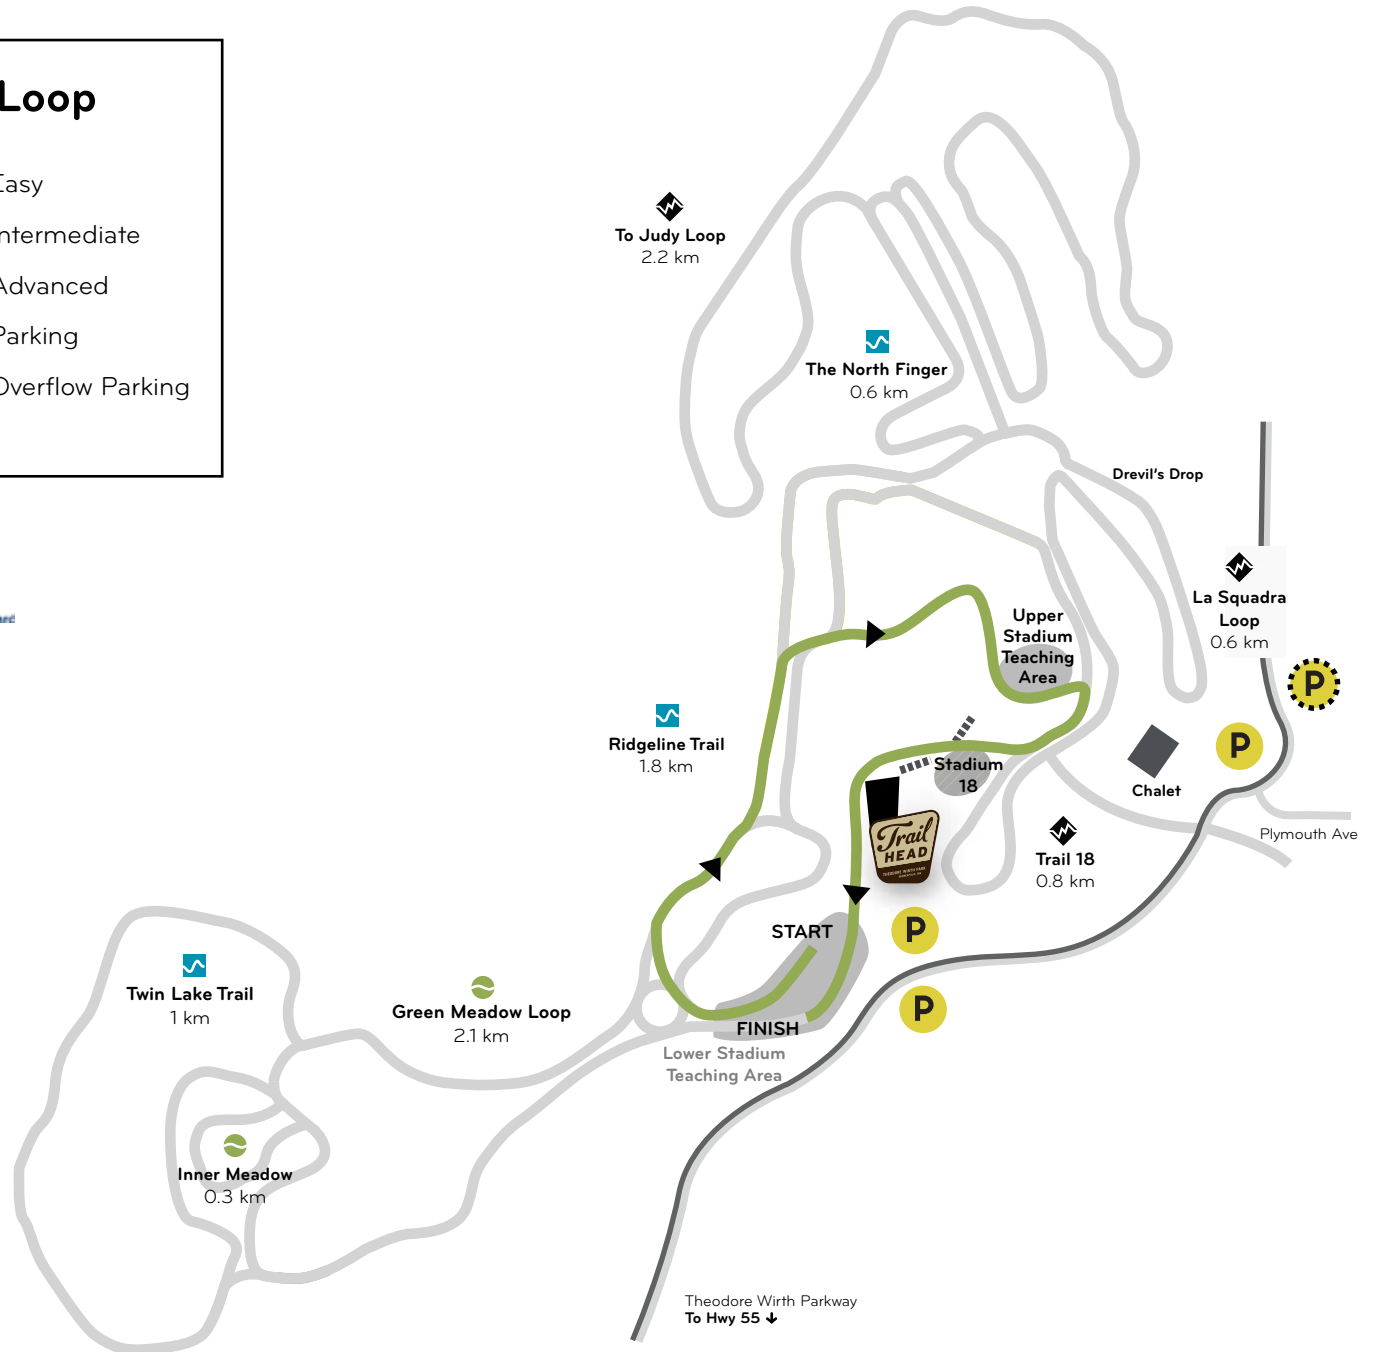 Loop
Easy
Intermediate
Advanced
Parking
Overflow Parking
To Judy Loop
2.2 km
The North Finger
0.6 km
Drevil's Drop
La Squadra
Loop
0.6 km
Upper
Stadium
Teaching
Area
P
P
Ridgeline Trail
1.8 km
Stadium
18
Chalet
Plymouth Ave
Trail
HEAD
Trail 18
0.8 km
START
P
P
FINISH
Lower Stadium
Teaching Area
Twin Lake Trail
1 km
Green Meadow Loop
2.1 km
Inner Meadow
0.3 km
Theodore Wirth Parkway
To Hwy 55